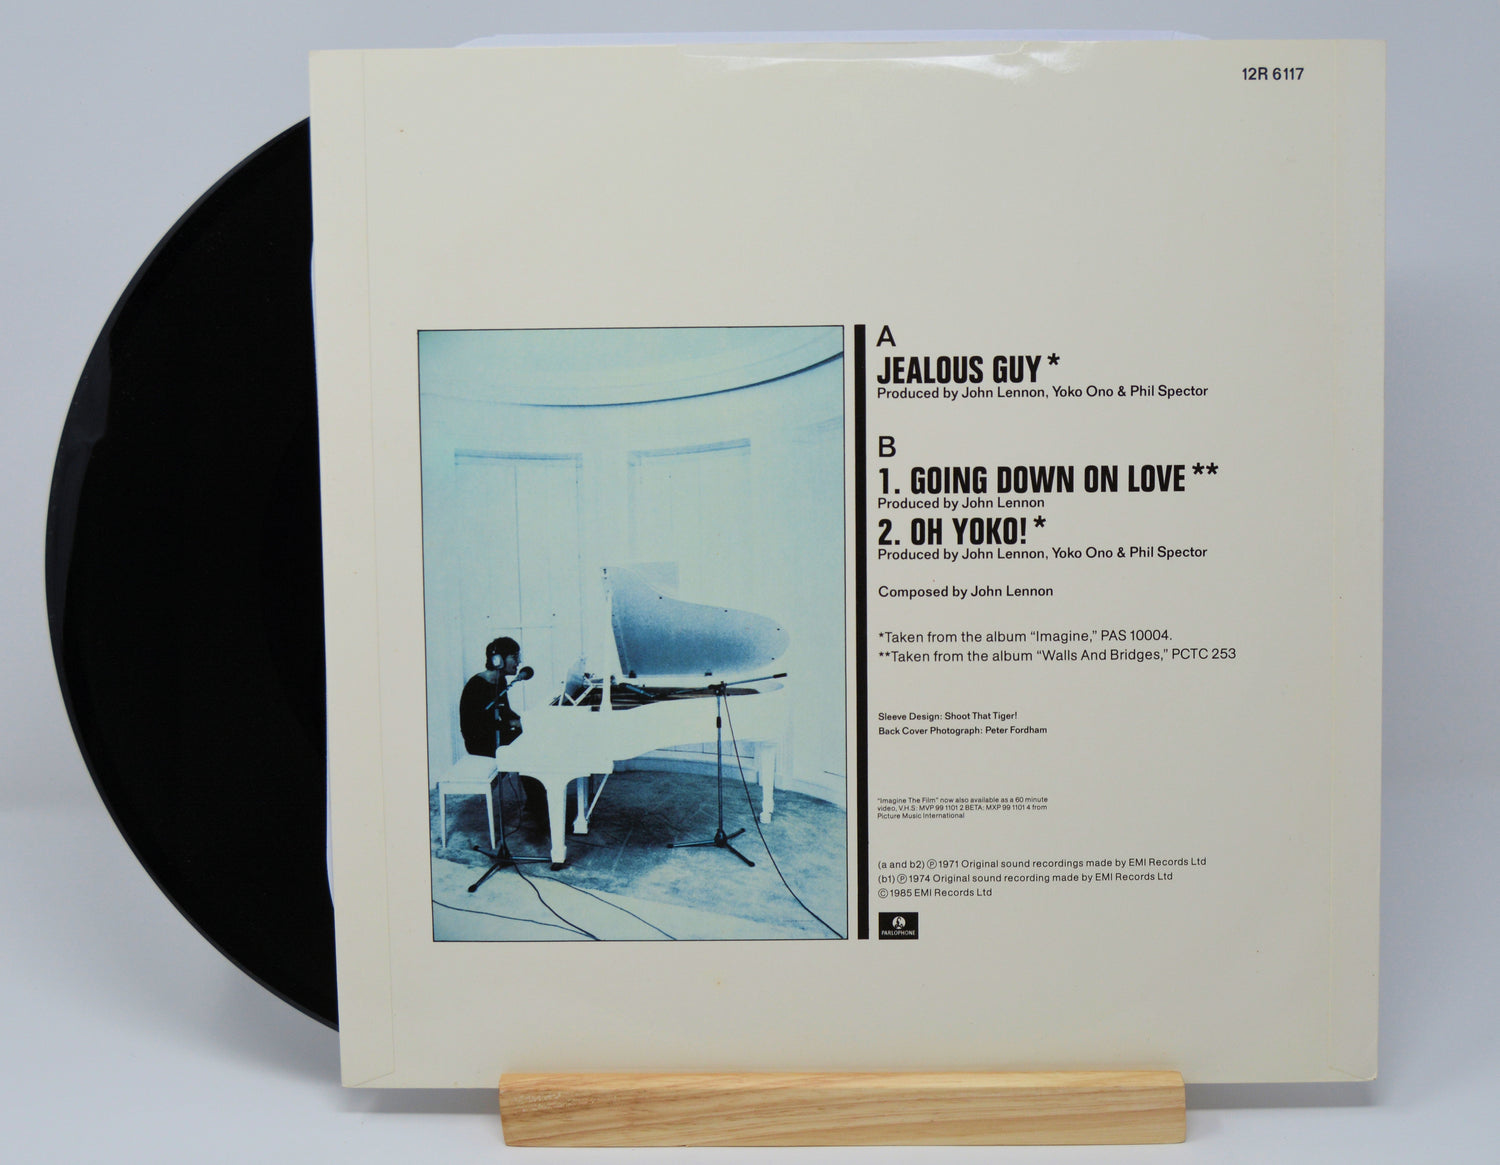 12R 6117
A
JEALOUS GUY *
Produced by John Lennon, Yoko Ono & Phil Spector
B
1. GOING DOWN ON LOVE **
Produced by John Lennon
2. OH YOKO! *
Produced by John Lennon, Yoko Ono & Phil Spector
Composed by John Lennon
*Taken from the album “Imagine,” PAS 10004.
**Taken from the album “Walls And Bridges,” PCTC 253
Sleeve Design: Shoot That Tiger!
Back Cover Photograph: Peter Fordham
“Imagine The Film” now also available as a 60 minute
video, V.H.S: MVP 99 1101 2 BETA: MXP 99 1101 4 from
Picture Music International
(a and b2) ℗ 1971 Original sound recordings made by EMI Records Ltd
(b1) ℗ 1974 Original sound recording made by EMI Records Ltd
© 1985 EMI Records Ltd
PARLOPHONE